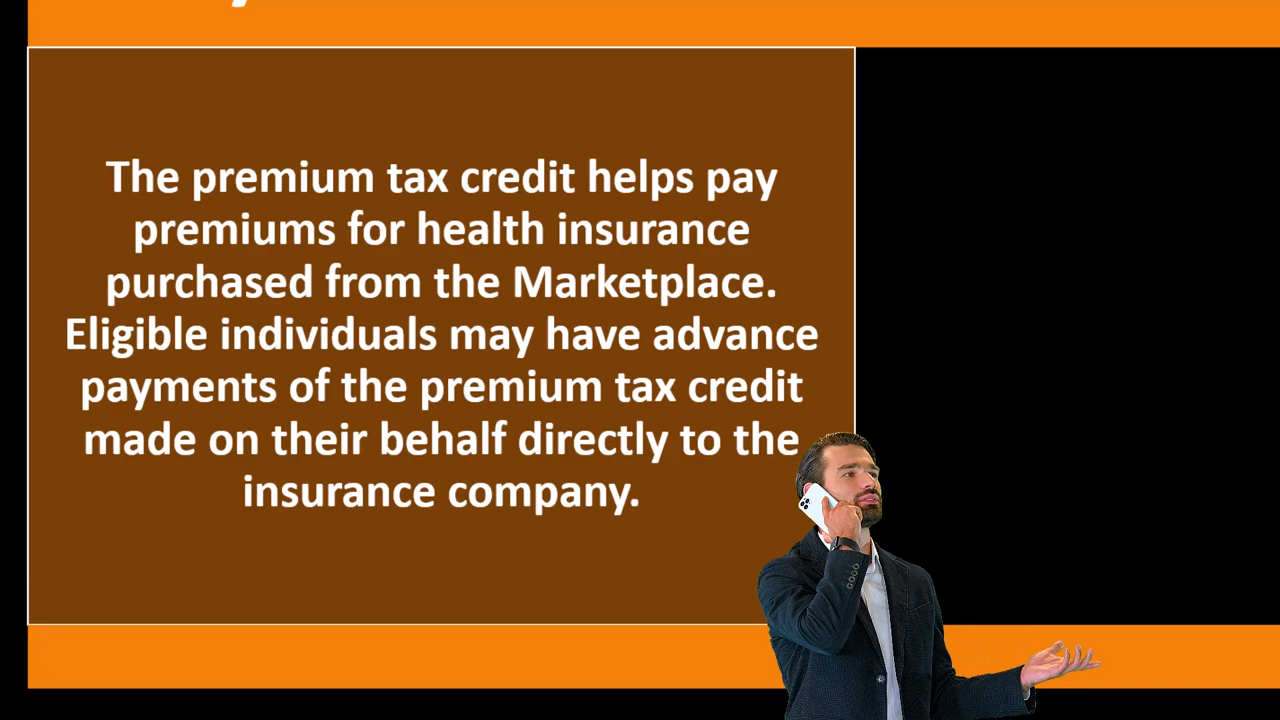 The premium tax credit helps pay
premiums for health insurance
purchased from the Marketplace.
Eligible individuals may have advance
payments of the premium tax credit
made on their behalf directly to the
insurance company.